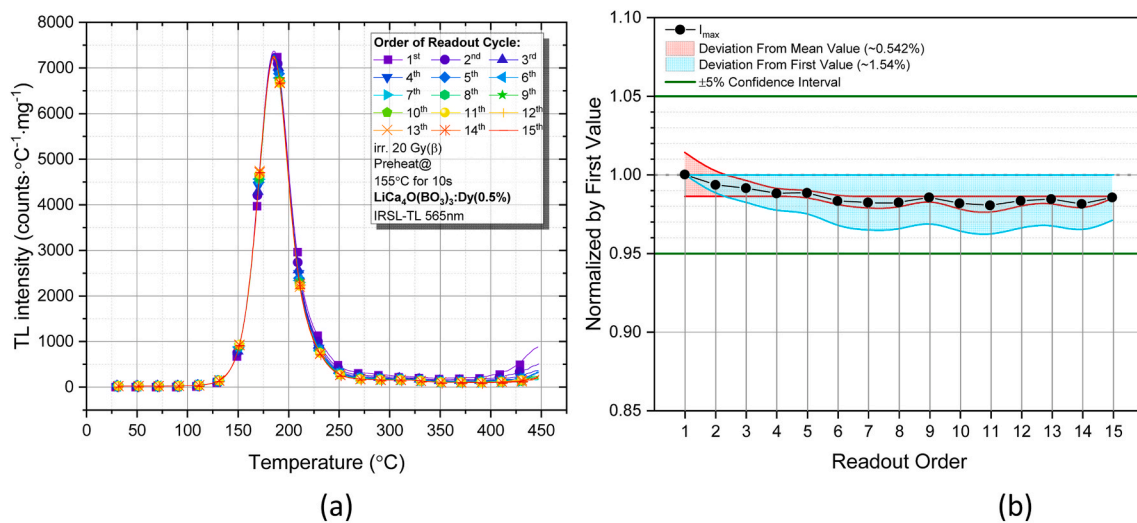 (a)
8000
7000
6000
5000
4000
3000
2000
1000
0
TL intensity (counts·°C⁻¹·mg⁻¹)
Order of Readout Cycle:
1st 2nd 3rd
4th 5th 6th
7th 8th 9th
10th 11th 12th
13th 14th 15th
irr. 20 Gy(β)
Preheat@
155°C for 10s
LiCa₄O(BO₃)₃:Dy(0.5%)
IRSL-TL 565nm
0 50 100 150 200 250 300 350 400 450
Temperature (°C)
(a)
(b)
1.10
1.05
1.00
0.95
0.90
0.85
Normalized by First Value
Imax
Deviation From Mean Value (~0.542%)
Deviation From First Value (~1.54%)
±5% Confidence Interval
1 2 3 4 5 6 7 8 9 10 11 12 13 14 15
Readout Order
(b)